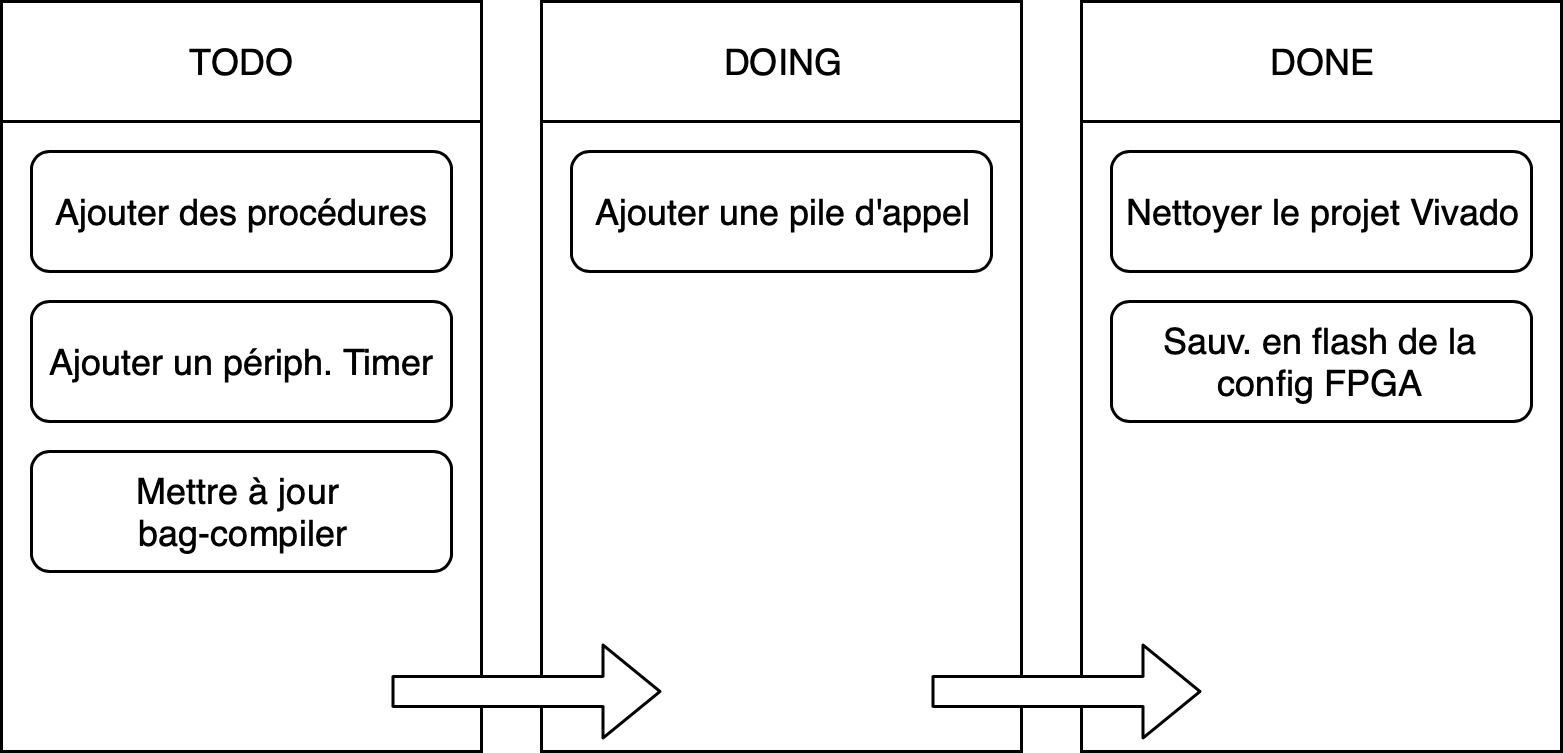 TODO
Ajouter des procédures
Ajouter un périph. Timer
Mettre à jour
bag-compiler
DOING
Ajouter une pile d'appel
DONE
Nettoyer le projet Vivado
Sauv. en flash de la
config FPGA